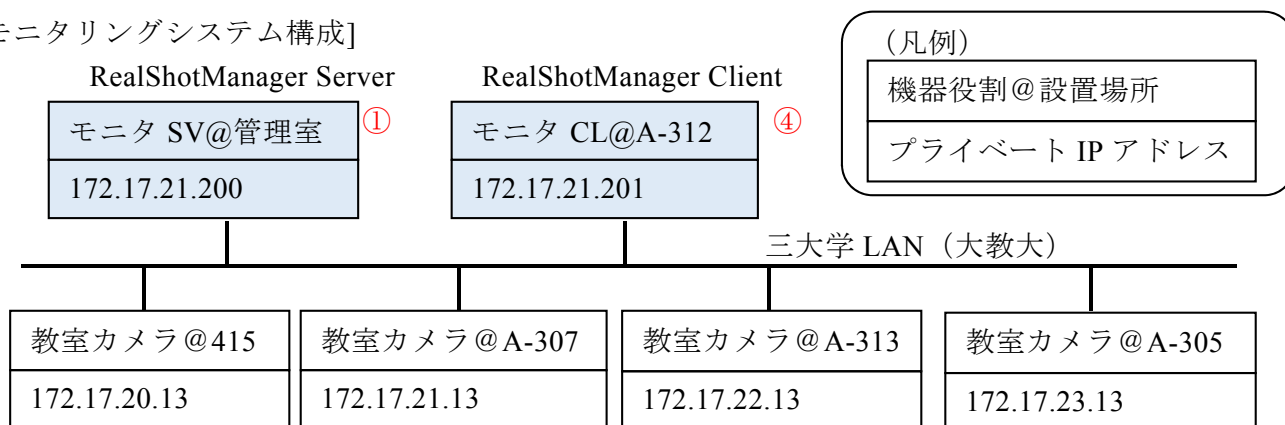 モニタリングシステム構成]
RealShotManager Server
RealShotManager Client
モニタ SV@管理室
①
172.17.21.200
モニタ CL@A-312
④
172.17.21.201
（凡例）
機器役割＠設置場所
プライベート IP アドレス
三大学 LAN（大教大）
教室カメラ＠415
172.17.20.13
教室カメラ＠A-307
172.17.21.13
教室カメラ＠A-313
172.17.22.13
教室カメラ＠A-305
172.17.23.13